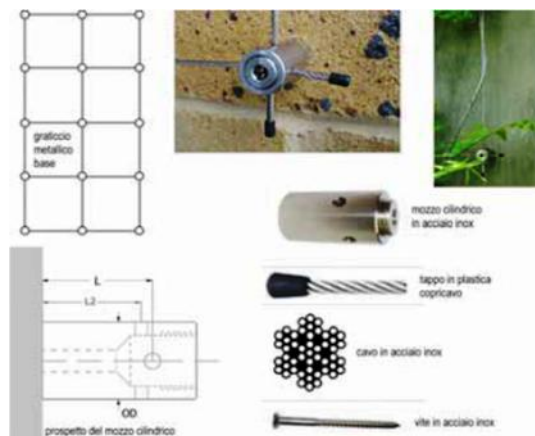 graticcio
metallico
base
mozzo cilindrico
in acciaio inox
tappo in plastica
copricavo
cavo in acciaio inox
vite in acciaio inox
L
L2
OD
prospetto del mozzo cilindrico